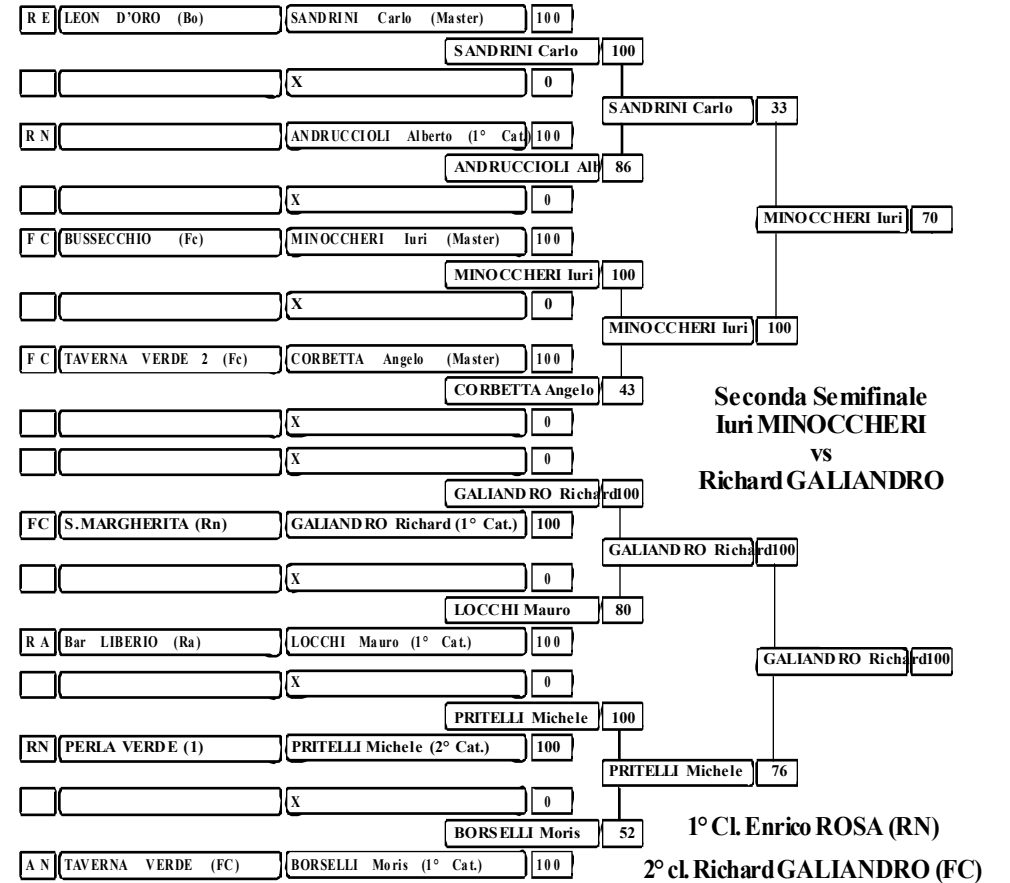 R E LEON D'ORO (Bo) SANDRINI Carlo (Master) 100
SANDRINI Carlo 100
X 0
SANDRINI Carlo 33
R N ANDRUCCIOLI Alberto (1° Cat.) 100
ANDRUCCIOLI Alb 86
X 0
MINOCCHERI Iuri 70
F C BUSSECCHIO (Fc) MINOCCHERI Iuri (Master) 100
MINOCCHERI Iuri 100
X 0
MINOCCHERI Iuri 100
F C TAVERNA VERDE 2 (Fc) CORBETTA Angelo (Master) 100
CORBETTA Angelo 43
Seconda Semifinale
Iuri MINOCCHERI
vs
Richard GALIANDRO
X 0
X 0
GALIANDRO Richard 100
FC S.MARGHERITA (Rn) GALIANDRO Richard (1° Cat.) 100
GALIANDRO Richard 100
X 0
LOCCHI Mauro 80
R A Bar LIBERIO (Ra) LOCCHI Mauro (1° Cat.) 100
GALIANDRO Richard 100
X 0
PRITELLI Michele 100
RN PERLA VERDE (1) PRITELLI Michele (2° Cat.) 100
PRITELLI Michele 76
X 0
BORSELLI Moris 52
1° Cl. Enrico ROSA (RN)
A N TAVERNA VERDE (FC) BORSELLI Moris (1° Cat.) 100
2° cl. Richard GALIANDRO (FC)